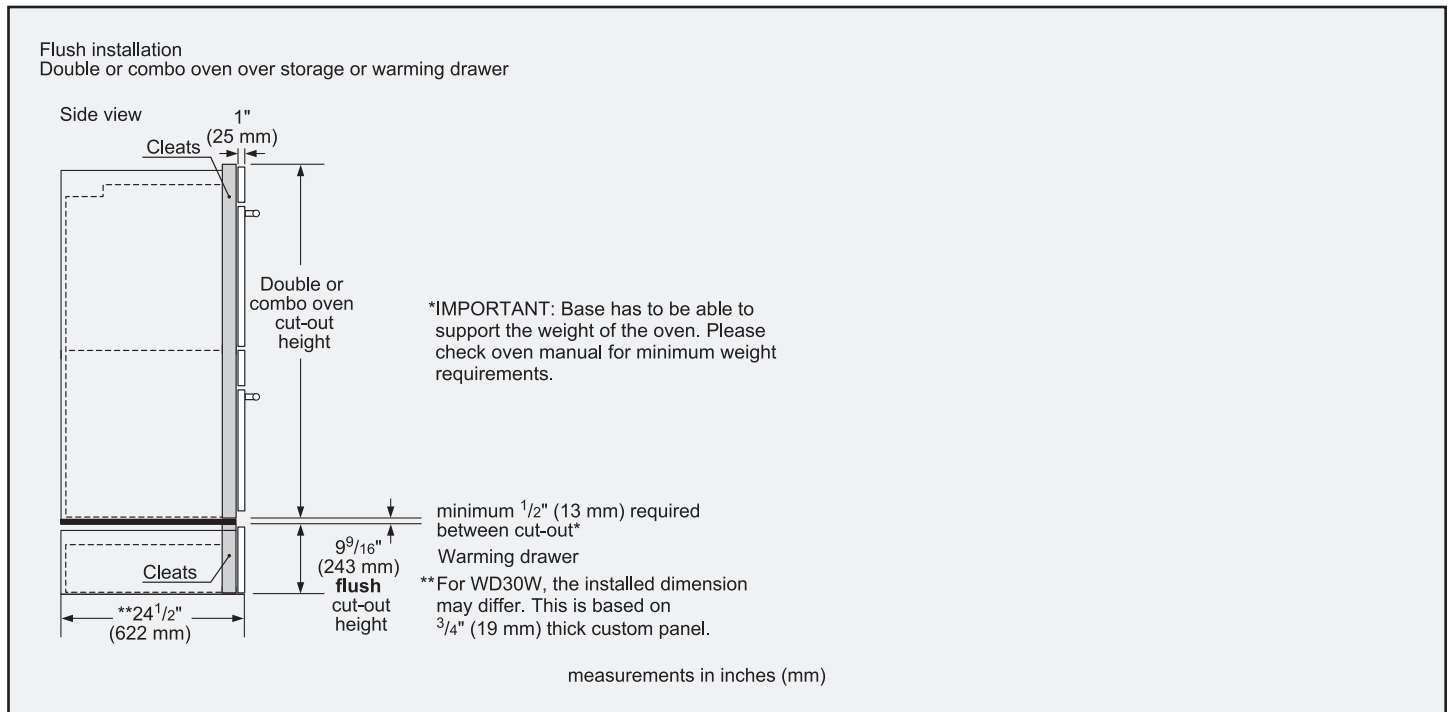 Flush installation
Double or combo oven over storage or warming drawer
Side view
1"
(25 mm)
Cleats
Double or
combo oven
cut-out
height
*IMPORTANT: Base has to be able to
support the weight of the oven. Please
check oven manual for minimum weight
requirements.
minimum 1/2" (13 mm) required
between cut-out*
Warming drawer
9 9/16"
(243 mm)
flush
cut-out
height
Cleats
**24 1/2"
(622 mm)
**For WD30W, the installed dimension
may differ. This is based on
3/4" (19 mm) thick custom panel.
measurements in inches (mm)